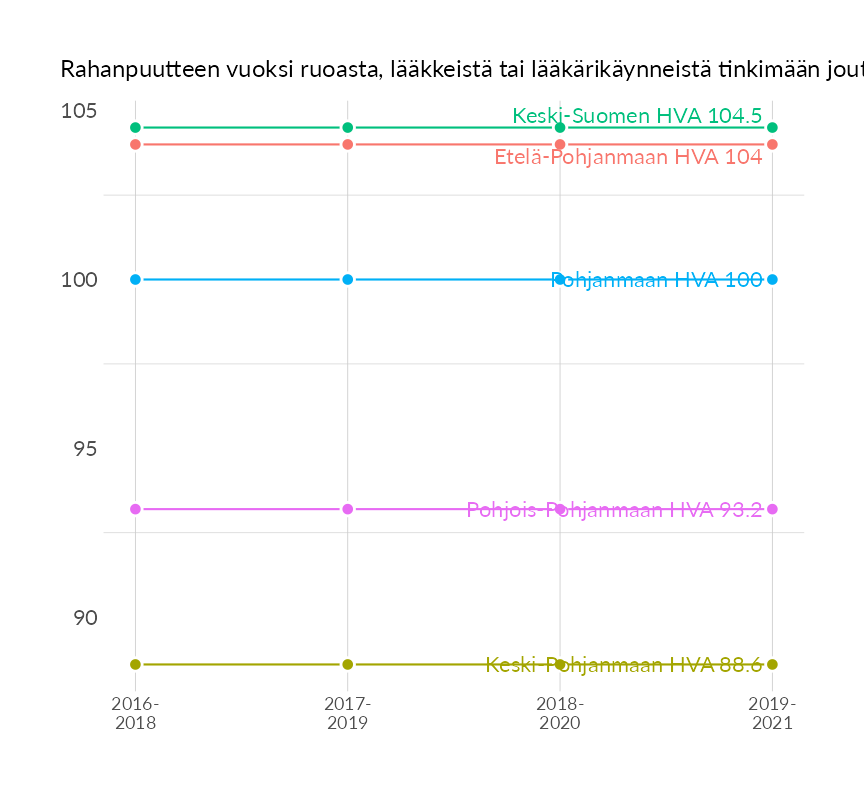 Rahanpuutteen vuoksi ruoasta, lääkkeistä tai lääkärikäynneistä tinkimään
105
Keski-Suomen HVA 104.5
Etelä-Pohjanmaan HVA 104
100
Pohjanmaan HVA 100
95
Pohjois-Pohjanmaan HVA 93.2
90
Keski-Pohjanmaan HVA 88.6
2016-
2018
2017-
2019
2018-
2020
2019-
2021